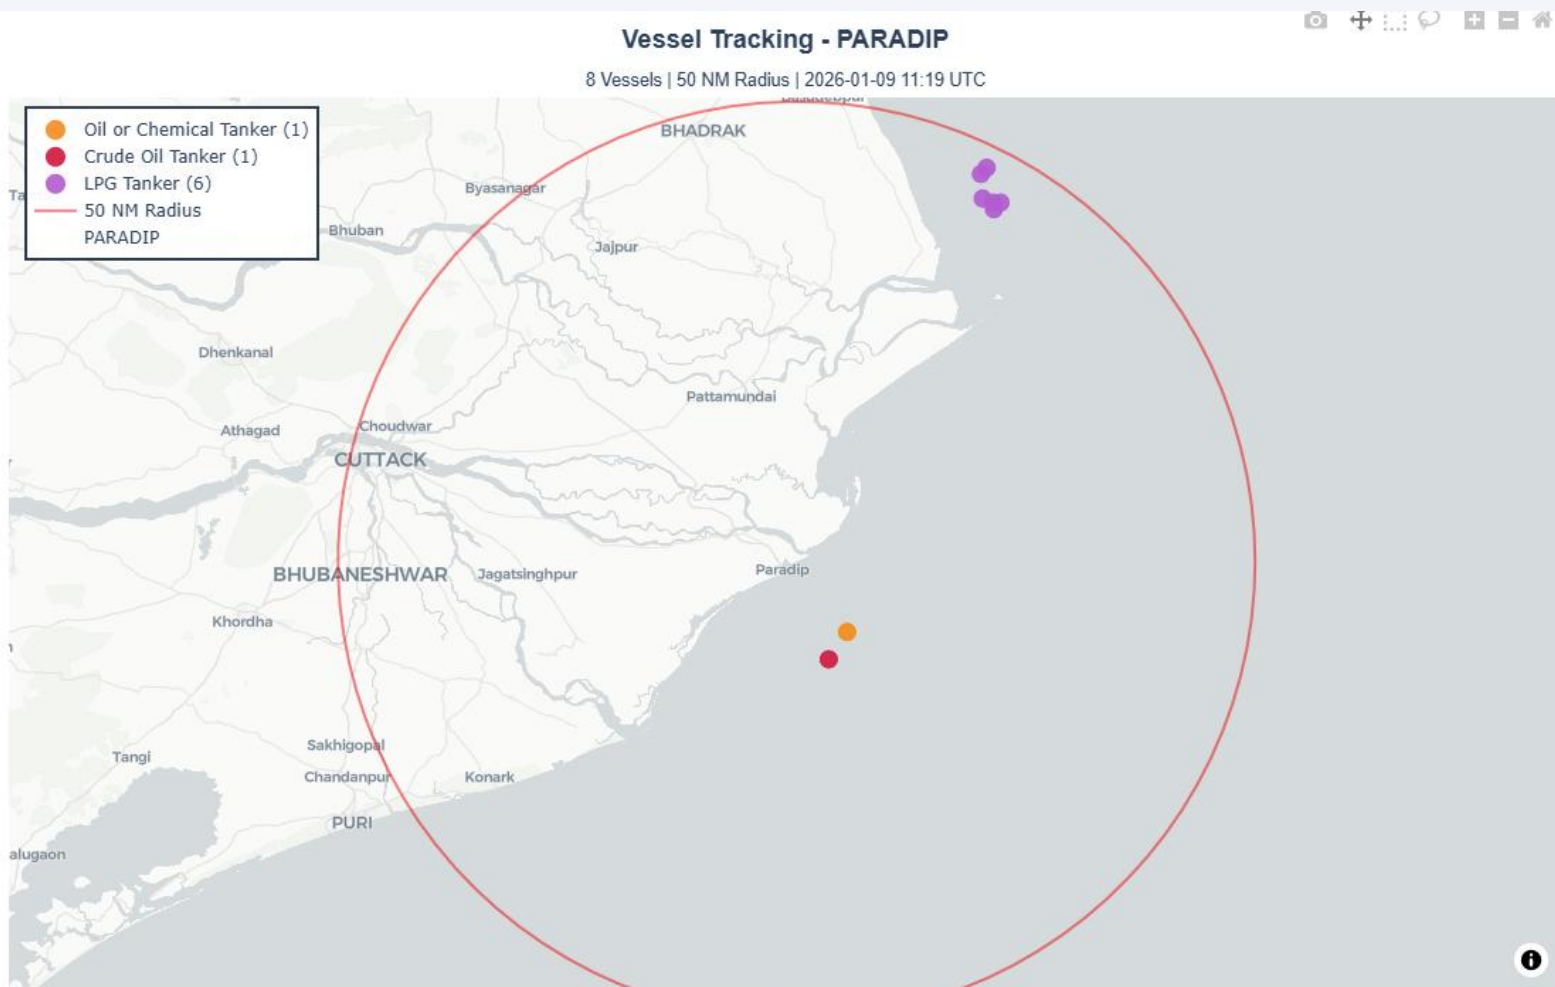 Vessel Tracking - PARADIP
8 Vessels | 50 NM Radius | 2026-01-09 11:19 UTC
Oil or Chemical Tanker (1)
Crude Oil Tanker (1)
LPG Tanker (6)
50 NM Radius
PARADIP
BHADRAK
Byasanagar
Bhuban
Jajpur
Dhenkanal
Pattamundai
Choudwar
Athagad
CUTTACK
Paradip
BHUBANESHWAR
Jagatsinghpur
Khordha
Sakhigopal
Tangi
Chandanpur
Konark
PURI
alugaon